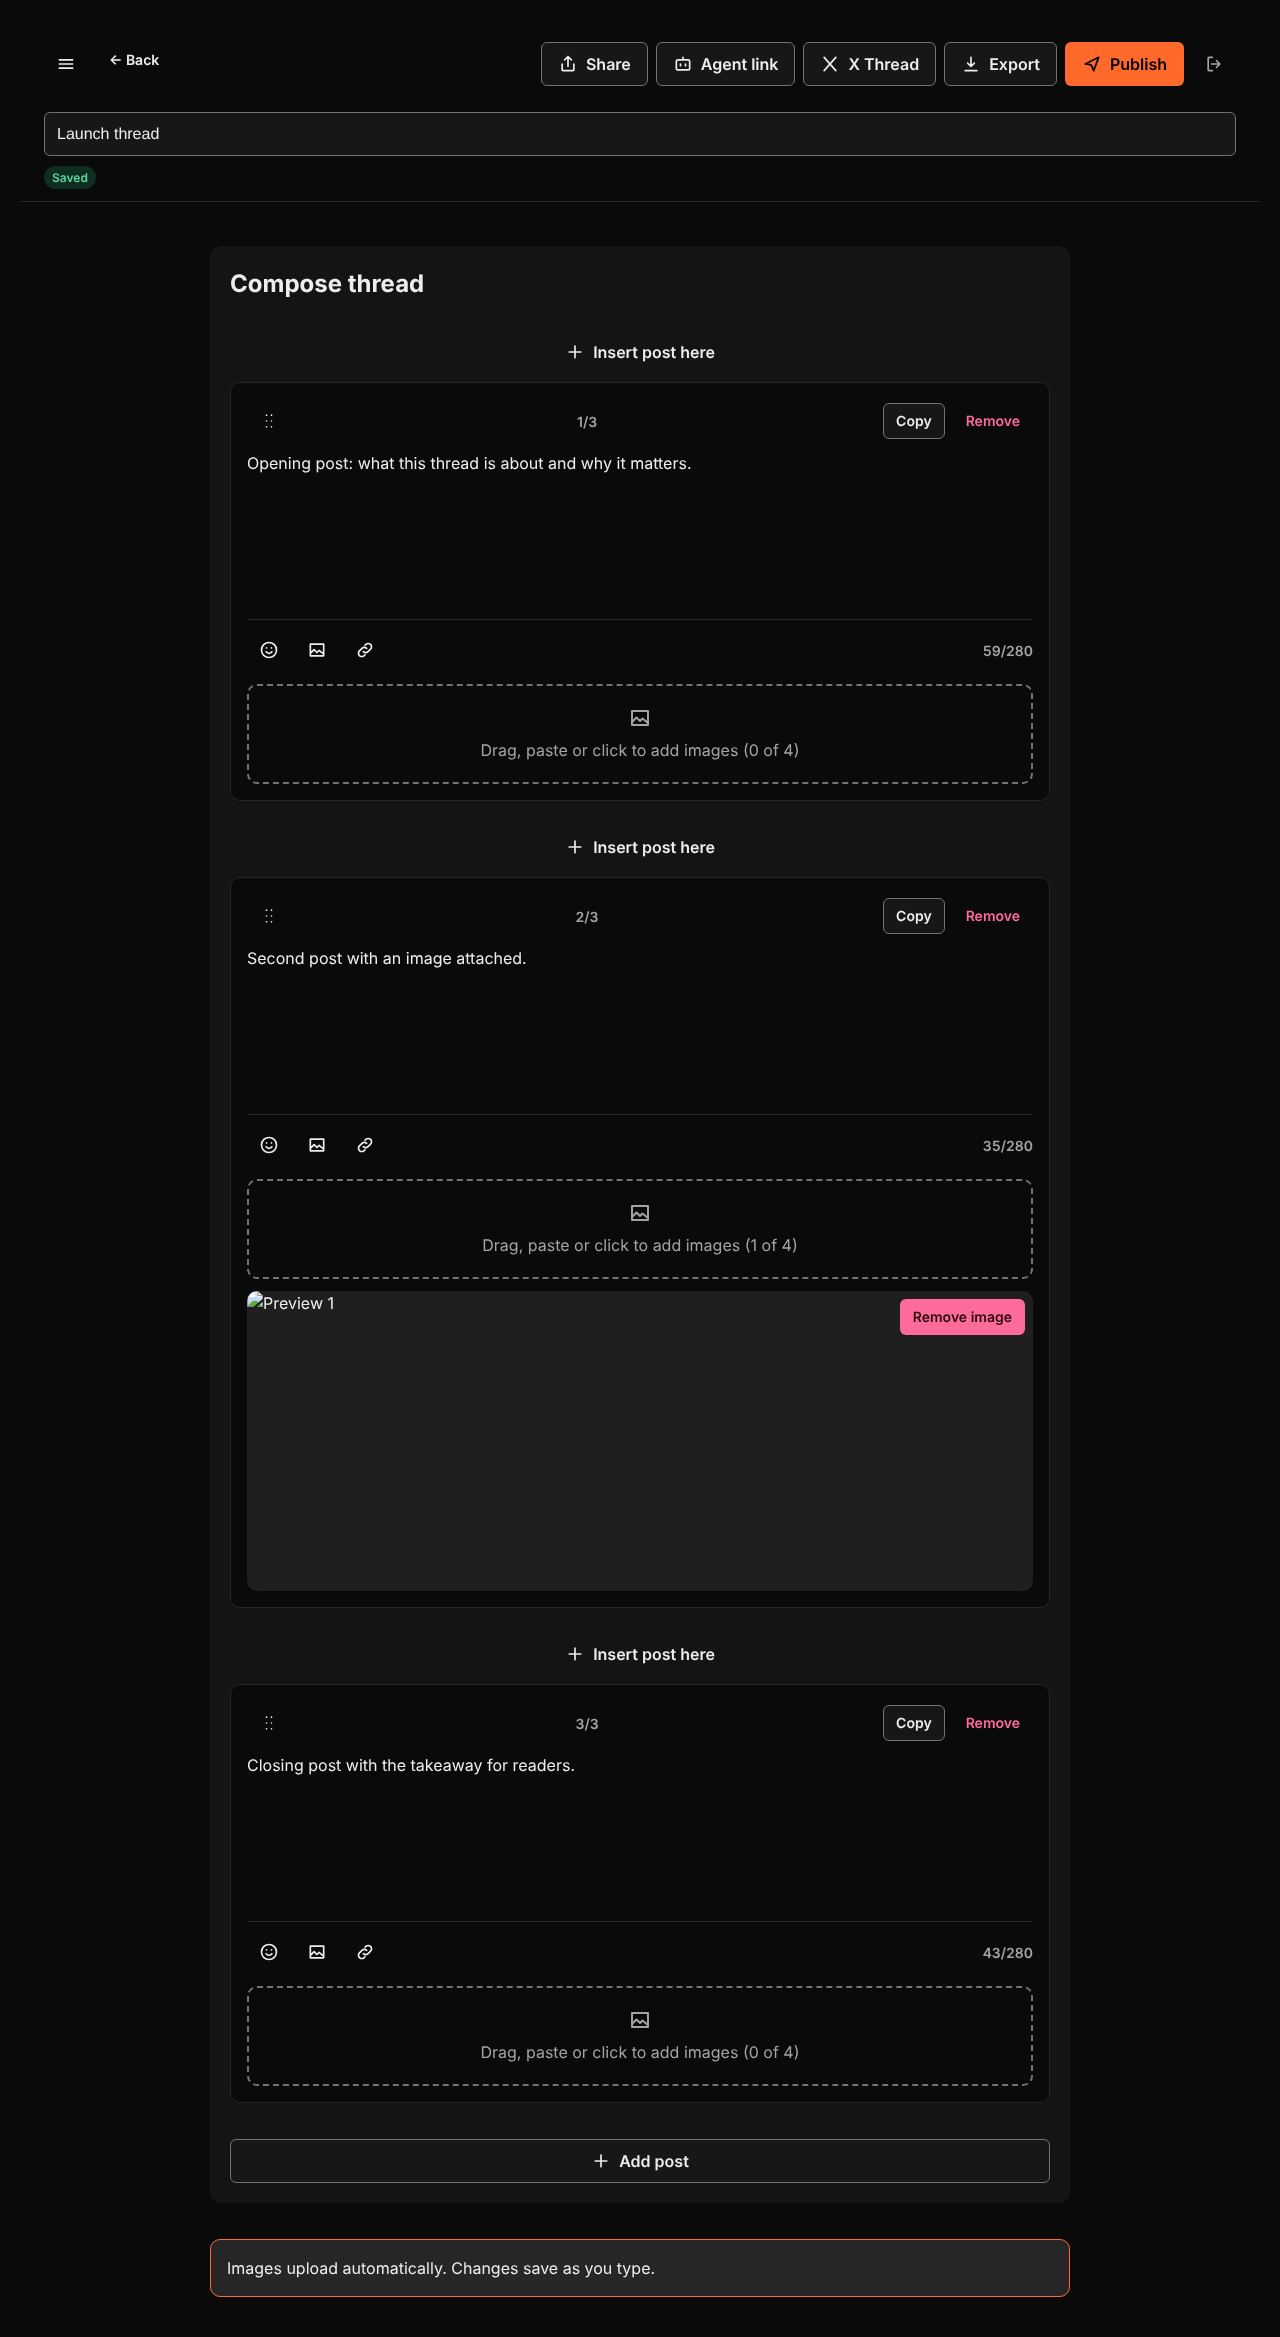 ← Back
Share
Agent link
X Thread
Export
Publish
Launch thread
Saved
Compose thread
Insert post here
1/3
Copy
Remove
Opening post: what this thread is about and why it matters.
59/280
Drag, paste or click to add images (0 of 4)
Insert post here
2/3
Copy
Remove
Second post with an image attached.
35/280
Drag, paste or click to add images (1 of 4)
Preview 1
Remove image
Insert post here
3/3
Copy
Remove
Closing post with the takeaway for readers.
43/280
Drag, paste or click to add images (0 of 4)
Add post
Images upload automatically. Changes save as you type.